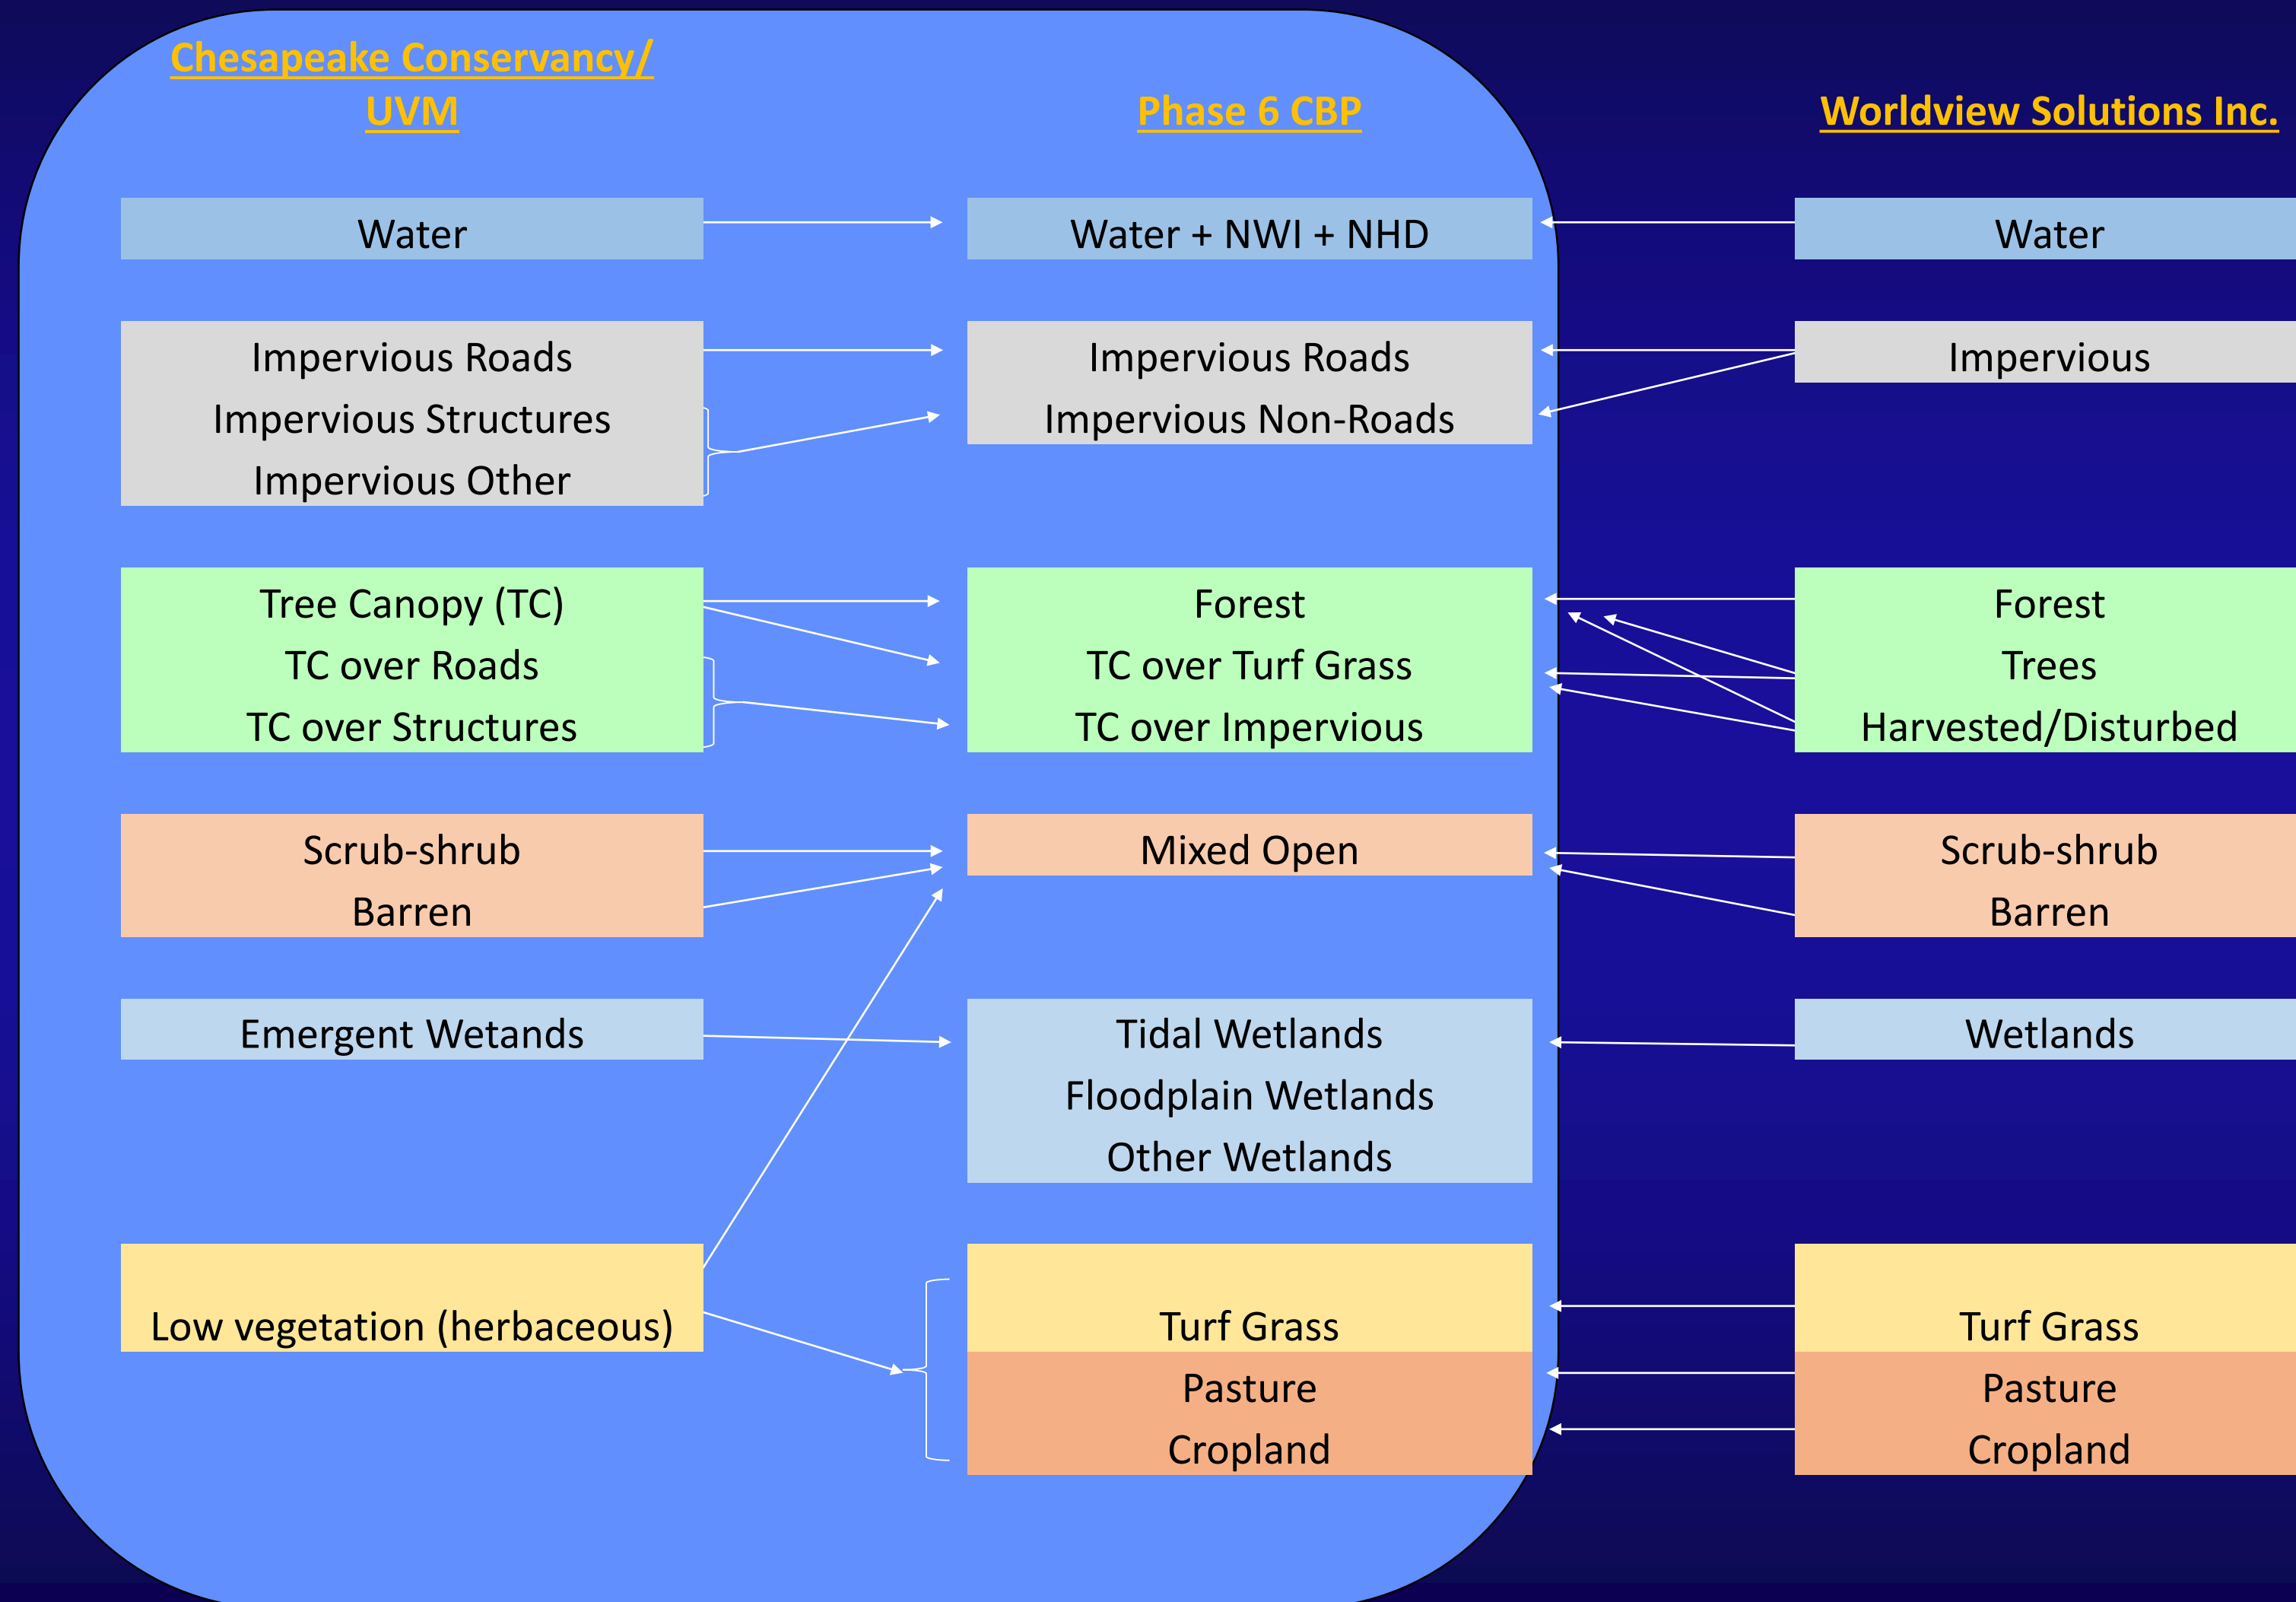 Chesapeake Conservancy/
UVM
Phase 6 CBP
Worldview Solutions Inc.
Water
Water + NWI + NHD
Water
Impervious Roads
Impervious Roads
Impervious
Impervious Structures
Impervious Non-Roads
Impervious Other
Tree Canopy (TC)
Forest
Forest
TC over Roads
TC over Turf Grass
Trees
TC over Structures
TC over Impervious
Harvested/Disturbed
Scrub-shrub
Mixed Open
Scrub-shrub
Barren
Barren
Emergent Wetands
Tidal Wetlands
Wetlands
Floodplain Wetlands
Other Wetlands
Low vegetation (herbaceous)
Turf Grass
Turf Grass
Pasture
Pasture
Cropland
Cropland